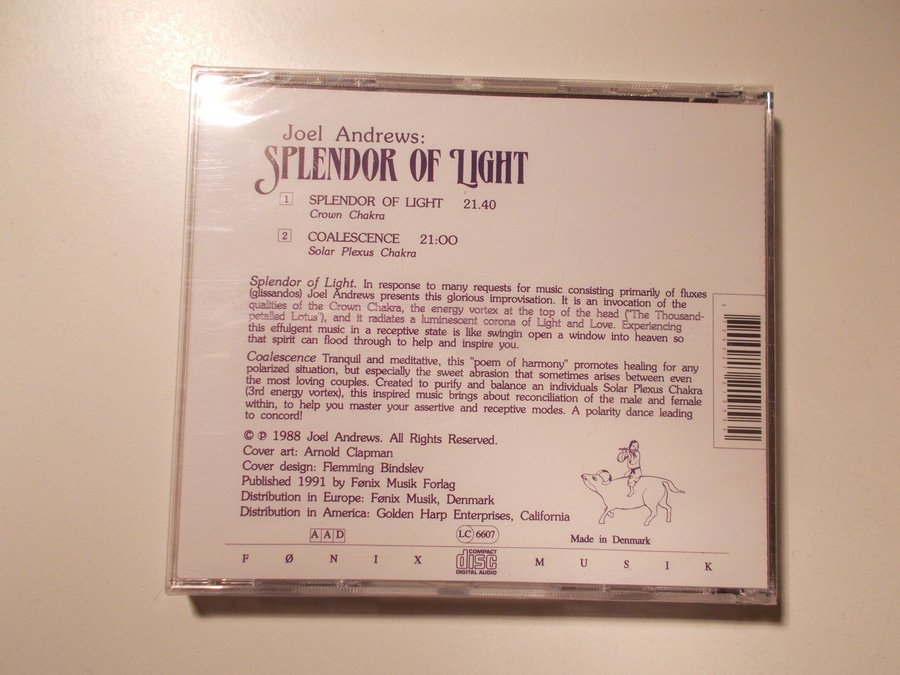 Joel Andrews:
SPLENDOR OF LIGHT
1 SPLENDOR OF LIGHT 21.40
Crown Chakra
2 COALESCENCE 21:OO
Solar Plexus Chakra
Splendor of Light. In response to many requests for music consisting primarily of fluxes
(glissandos) Joel Andrews presents this glorious improvisation. It is an invocation of the
qualities of the Crown Chakra, the energy vortex at the top of the head ("The Thousand-
petalled Lotus"), and it radiates a luminescent corona of Light and Love. Experiencing
this effulgent music in a receptive state is like swingin open a window into heaven so
that spirit can flood through to help and inspire you.
Coalescence Tranquil and meditative, this "poem of harmony" promotes healing for any
polarized situation, but especially the sweet abrasion that sometimes arises between even
the most loving couples. Created to purify and balance an individuals Solar Plexus Chakra
(3rd energy vortex), this inspired music brings about reconciliation of the male and female
within, to help you master your assertive and receptive modes. A polarity dance leading
to concord!
© ℗ 1988 Joel Andrews. All Rights Reserved.
Cover art: Arnold Clapman
Cover design: Flemming Bindslev
Published 1991 by Fønix Musik Forlag
Distribution in Europe: Fønix Musik, Denmark
Distribution in America: Golden Harp Enterprises, California
AAD
LC 6607
Made in Denmark
FØNIX
COMPACT
disc
DIGITAL AUDIO
MUSIK